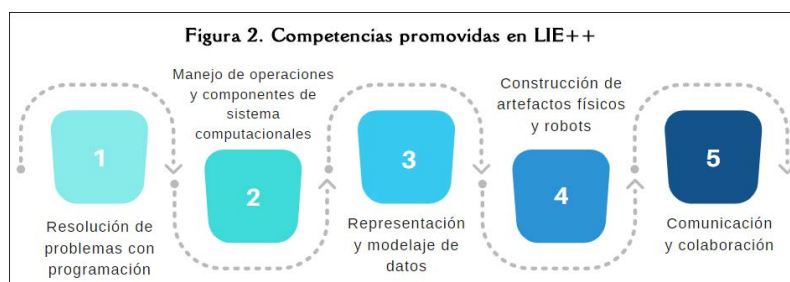 Figura 2. Competencias promovidas en LIE++
1
Resolución de
problemas con
programación
Manejo de operaciones
y componentes de
sistema
computacionales
2
3
Representación
y modelaje de
datos
Construcción de
artefactos físicos
y robots
4
5
Comunicación
y colaboración